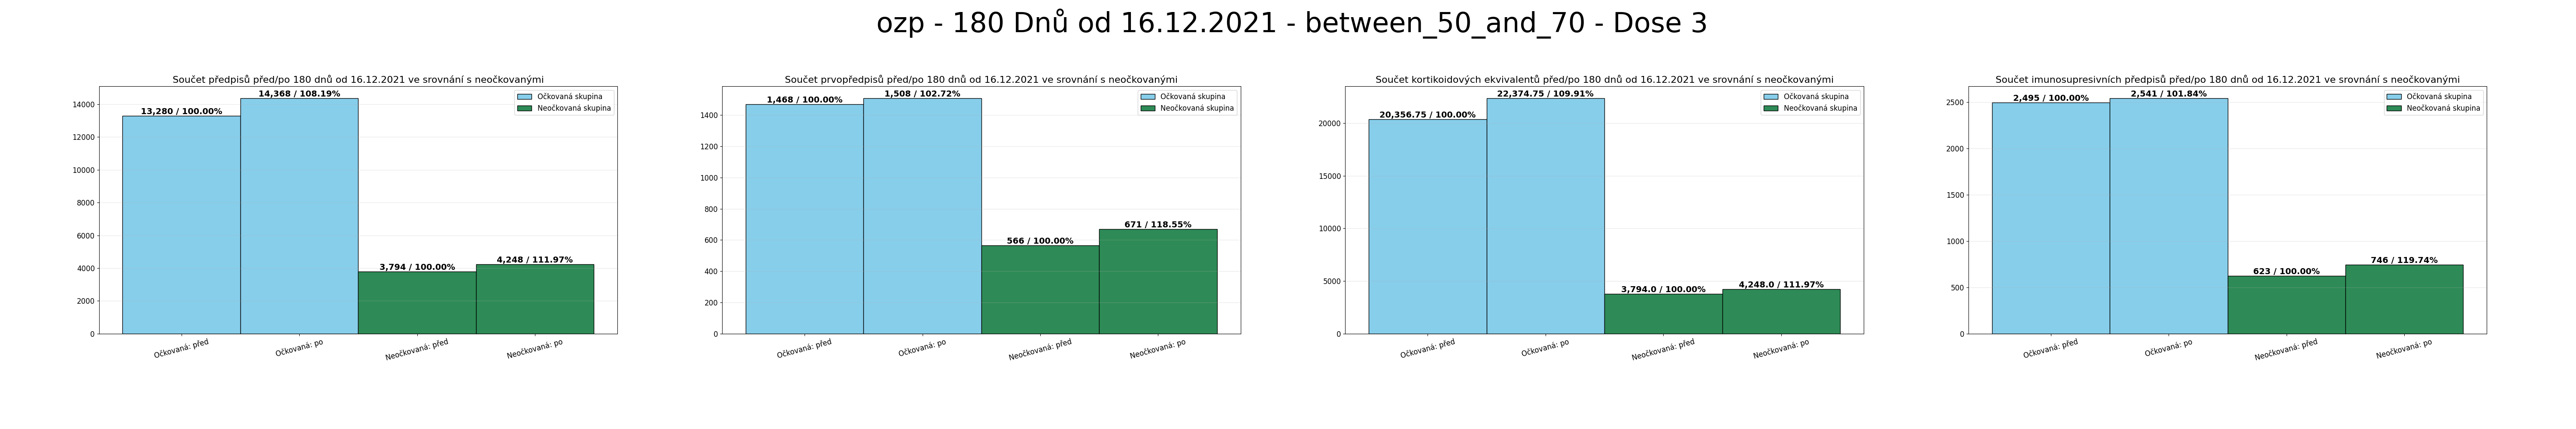 ozp - 180 Dnů od 16.12.2021 - between_50_and_70 - Dose 3
Součet předpisů před/po 180 dnů od 16.12.2021 ve srovnání s neočkovanými
14000
12000
10000
8000
6000
4000
2000
0
13,280 / 100.00%
14,368 / 108.19%
3,794 / 100.00%
4,248 / 111.97%
Očkovaná skupina
Neočkovaná skupina
Očkovaná: před
Očkovaná: po
Neočkovaná: před
Neočkovaná: po
Součet prvopředpisů před/po 180 dnů od 16.12.2021 ve srovnání s neočkovanými
1400
1200
1000
800
600
400
200
0
1,468 / 100.00%
1,508 / 102.72%
566 / 100.00%
671 / 118.55%
Očkovaná skupina
Neočkovaná skupina
Očkovaná: před
Očkovaná: po
Neočkovaná: před
Neočkovaná: po
Součet kortikoidových ekvivalentů před/po 180 dnů od 16.12.2021 ve srovnání s neočkovanými
20000
15000
10000
5000
0
20,356.75 / 100.00%
22,374.75 / 109.91%
3,794.0 / 100.00%
4,248.0 / 111.97%
Očkovaná skupina
Neočkovaná skupina
Očkovaná: před
Očkovaná: po
Neočkovaná: před
Neočkovaná: po
Součet imunosupresivních předpisů před/po 180 dnů od 16.12.2021 ve srovnání s neočkovanými
2500
2000
1500
1000
500
0
2,495 / 100.00%
2,541 / 101.84%
623 / 100.00%
746 / 119.74%
Očkovaná skupina
Neočkovaná skupina
Očkovaná: před
Očkovaná: po
Neočkovaná: před
Neočkovaná: po